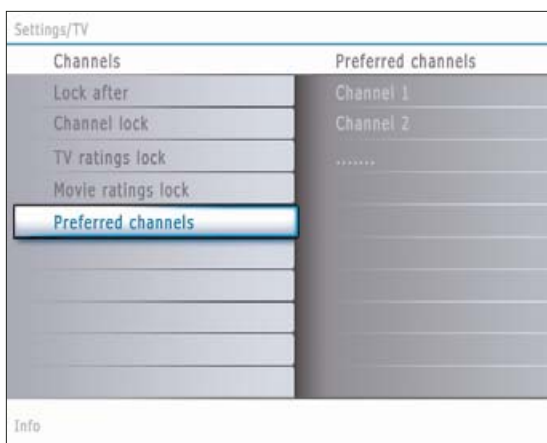 Settings/TV
Channels
Preferred channels
Lock after
Channel 1
Channel lock
Channel 2
TV ratings lock
.......
Movie ratings lock
Preferred channels
Info